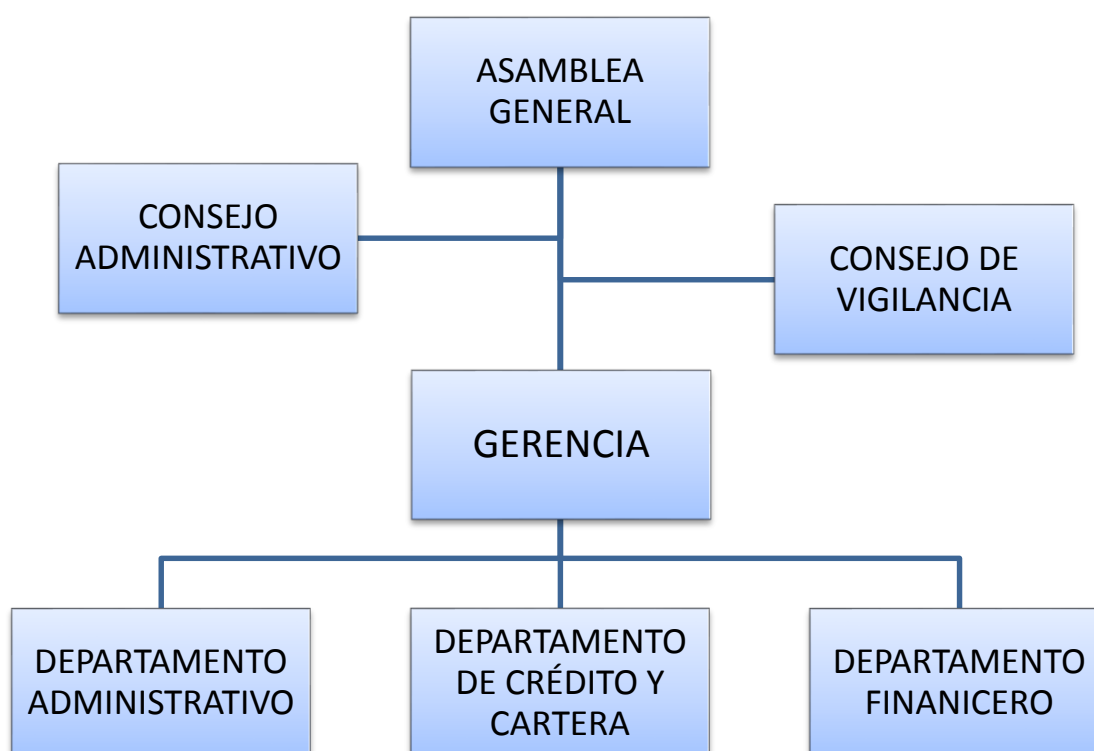 ASAMBLEA
GENERAL
CONSEJO
ADMINISTRATIVO
CONSEJO DE
VIGILANCIA
GERENCIA
DEPARTAMENTO
ADMINISTRATIVO
DEPARTAMENTO
DE CRÉDITO Y
CARTERA
DEPARTAMENTO
FINANICERO